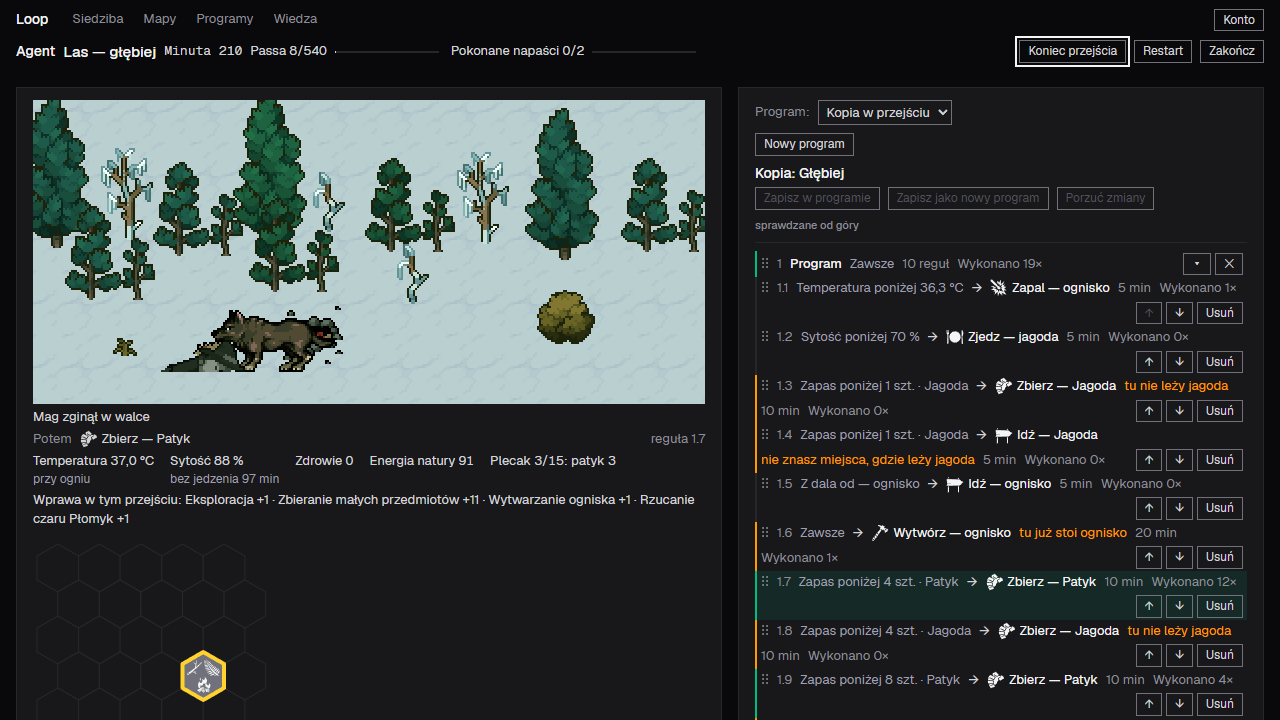 Loop Siedziba Mapy Programy Wiedza Konto
Agent Las — głębiej Minuta 210 Passa 8/540 Pokonane napaści 0/2 Koniec przejścia Restart Zakończ
Mag zginął w walce
Potem Zbierz — Patyk reguła 1.7
Temperatura 37,0 °C Sytość 88 % Zdrowie 0 Energia natury 91 Plecak 3/15: patyk 3
przy ogniu bez jedzenia 97 min
Wprawa w tym przejściu: Eksploracja +1 · Zbieranie małych przedmiotów +11 · Wytwarzanie ogniska +1 · Rzucanie
czaru Płomyk +1
Program: Kopia w przejściu
Nowy program
Kopia: Głębiej
Zapisz w programie Zapisz jako nowy program Porzuć zmiany
sprawdzane od góry
1 Program Zawsze 10 reguł Wykonano 19×
1.1 Temperatura poniżej 36,3 °C → Zapal — ognisko 5 min Wykonano 1×
↑ ↓ Usuń
1.2 Sytość poniżej 70 % → Zjedz — jagoda 5 min Wykonano 0×
↑ ↓ Usuń
1.3 Zapas poniżej 1 szt. · Jagoda → Zbierz — Jagoda tu nie leży jagoda
10 min Wykonano 0× ↑ ↓ Usuń
1.4 Zapas poniżej 1 szt. · Jagoda → Idź — Jagoda
nie znasz miejsca, gdzie leży jagoda 5 min Wykonano 0× ↑ ↓ Usuń
1.5 Z dala od — ognisko → Idź — ognisko 5 min Wykonano 0×
↑ ↓ Usuń
1.6 Zawsze → Wytwórz — ognisko tu już stoi ognisko 20 min
Wykonano 1× ↑ ↓ Usuń
1.7 Zapas poniżej 4 szt. · Patyk → Zbierz — Patyk 10 min Wykonano 12×
↑ ↓ Usuń
1.8 Zapas poniżej 4 szt. · Jagoda → Zbierz — Jagoda tu nie leży jagoda
10 min Wykonano 0× ↑ ↓ Usuń
1.9 Zapas poniżej 8 szt. · Patyk → Zbierz — Patyk 10 min Wykonano 4×
↑ ↓ Usuń